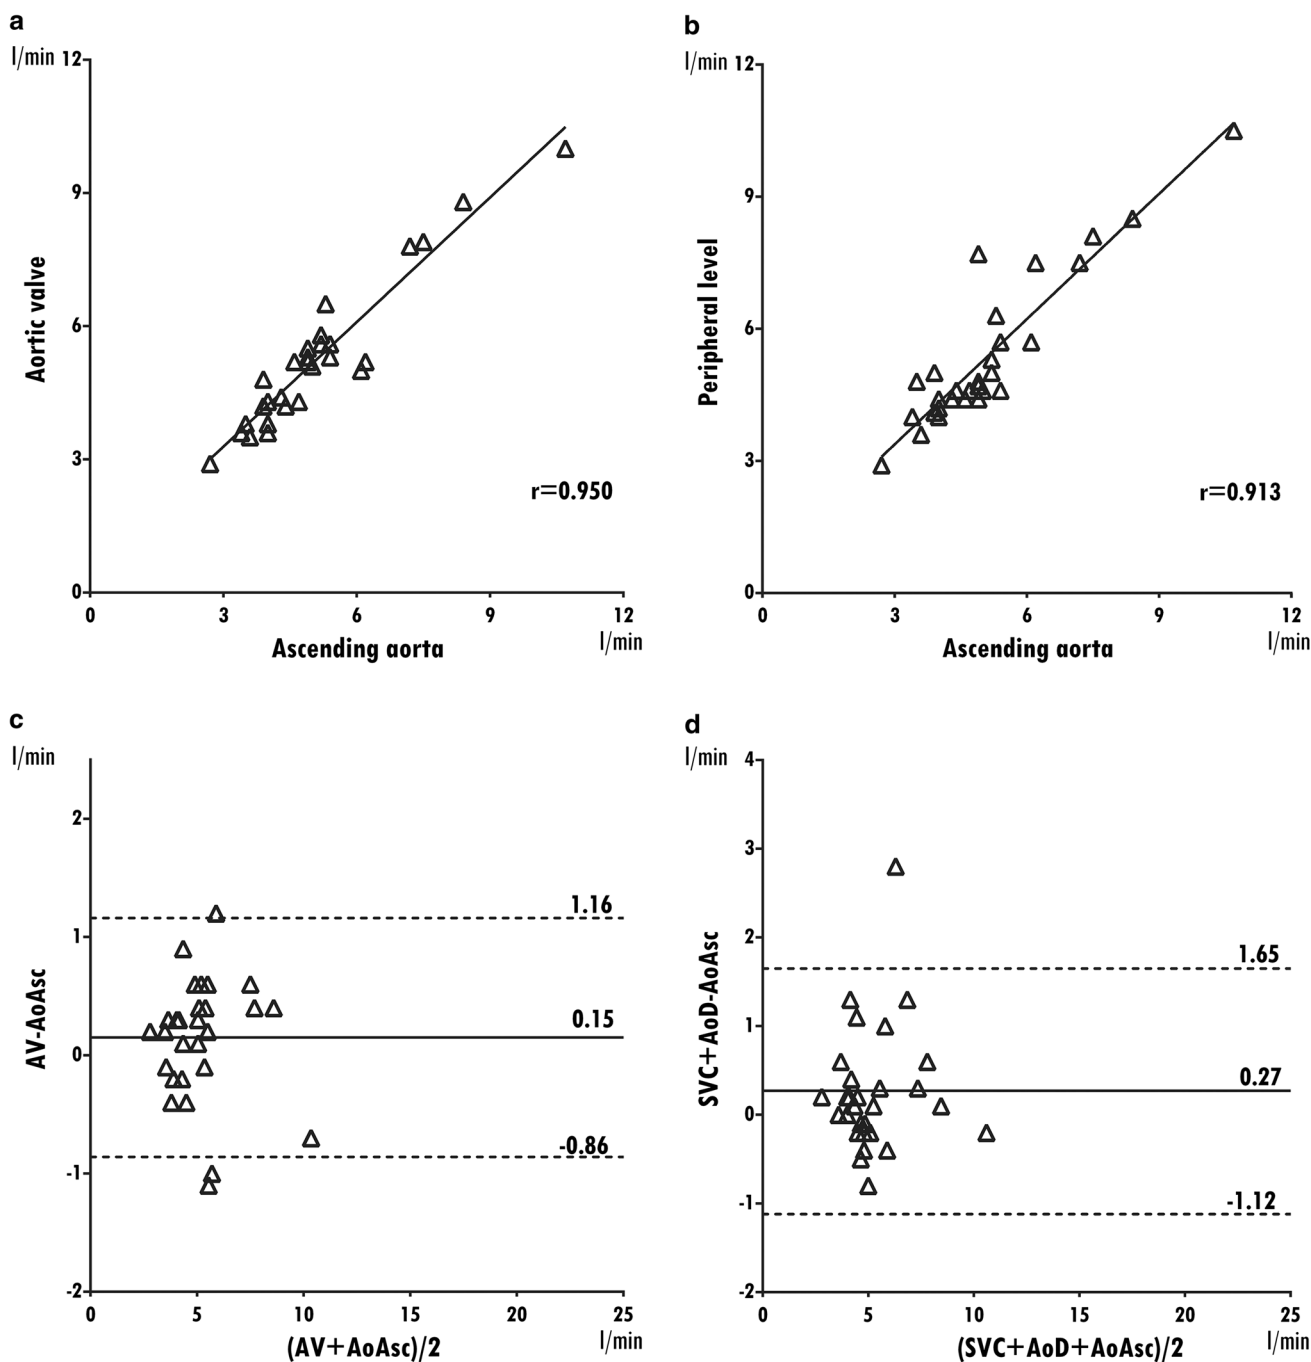 a
l/min
12
9
6
3
0
Aortic valve
r=0.950
0 3 6 9 12
Ascending aorta
l/min
b
l/min
12
9
6
3
0
Peripheral level
r=0.913
0 3 6 9 12
Ascending aorta
l/min
c
l/min
2
1
0
-1
-2
AV-AoAsc
1.16
0.15
-0.86
0 5 10 15 20 25
(AV+AoAsc)/2
l/min
d
l/min
4
3
2
1
0
-1
-2
SVC+AoD-AoAsc
1.65
0.27
-1.12
0 5 10 15 20 25
(SVC+AoD+AoAsc)/2
l/min